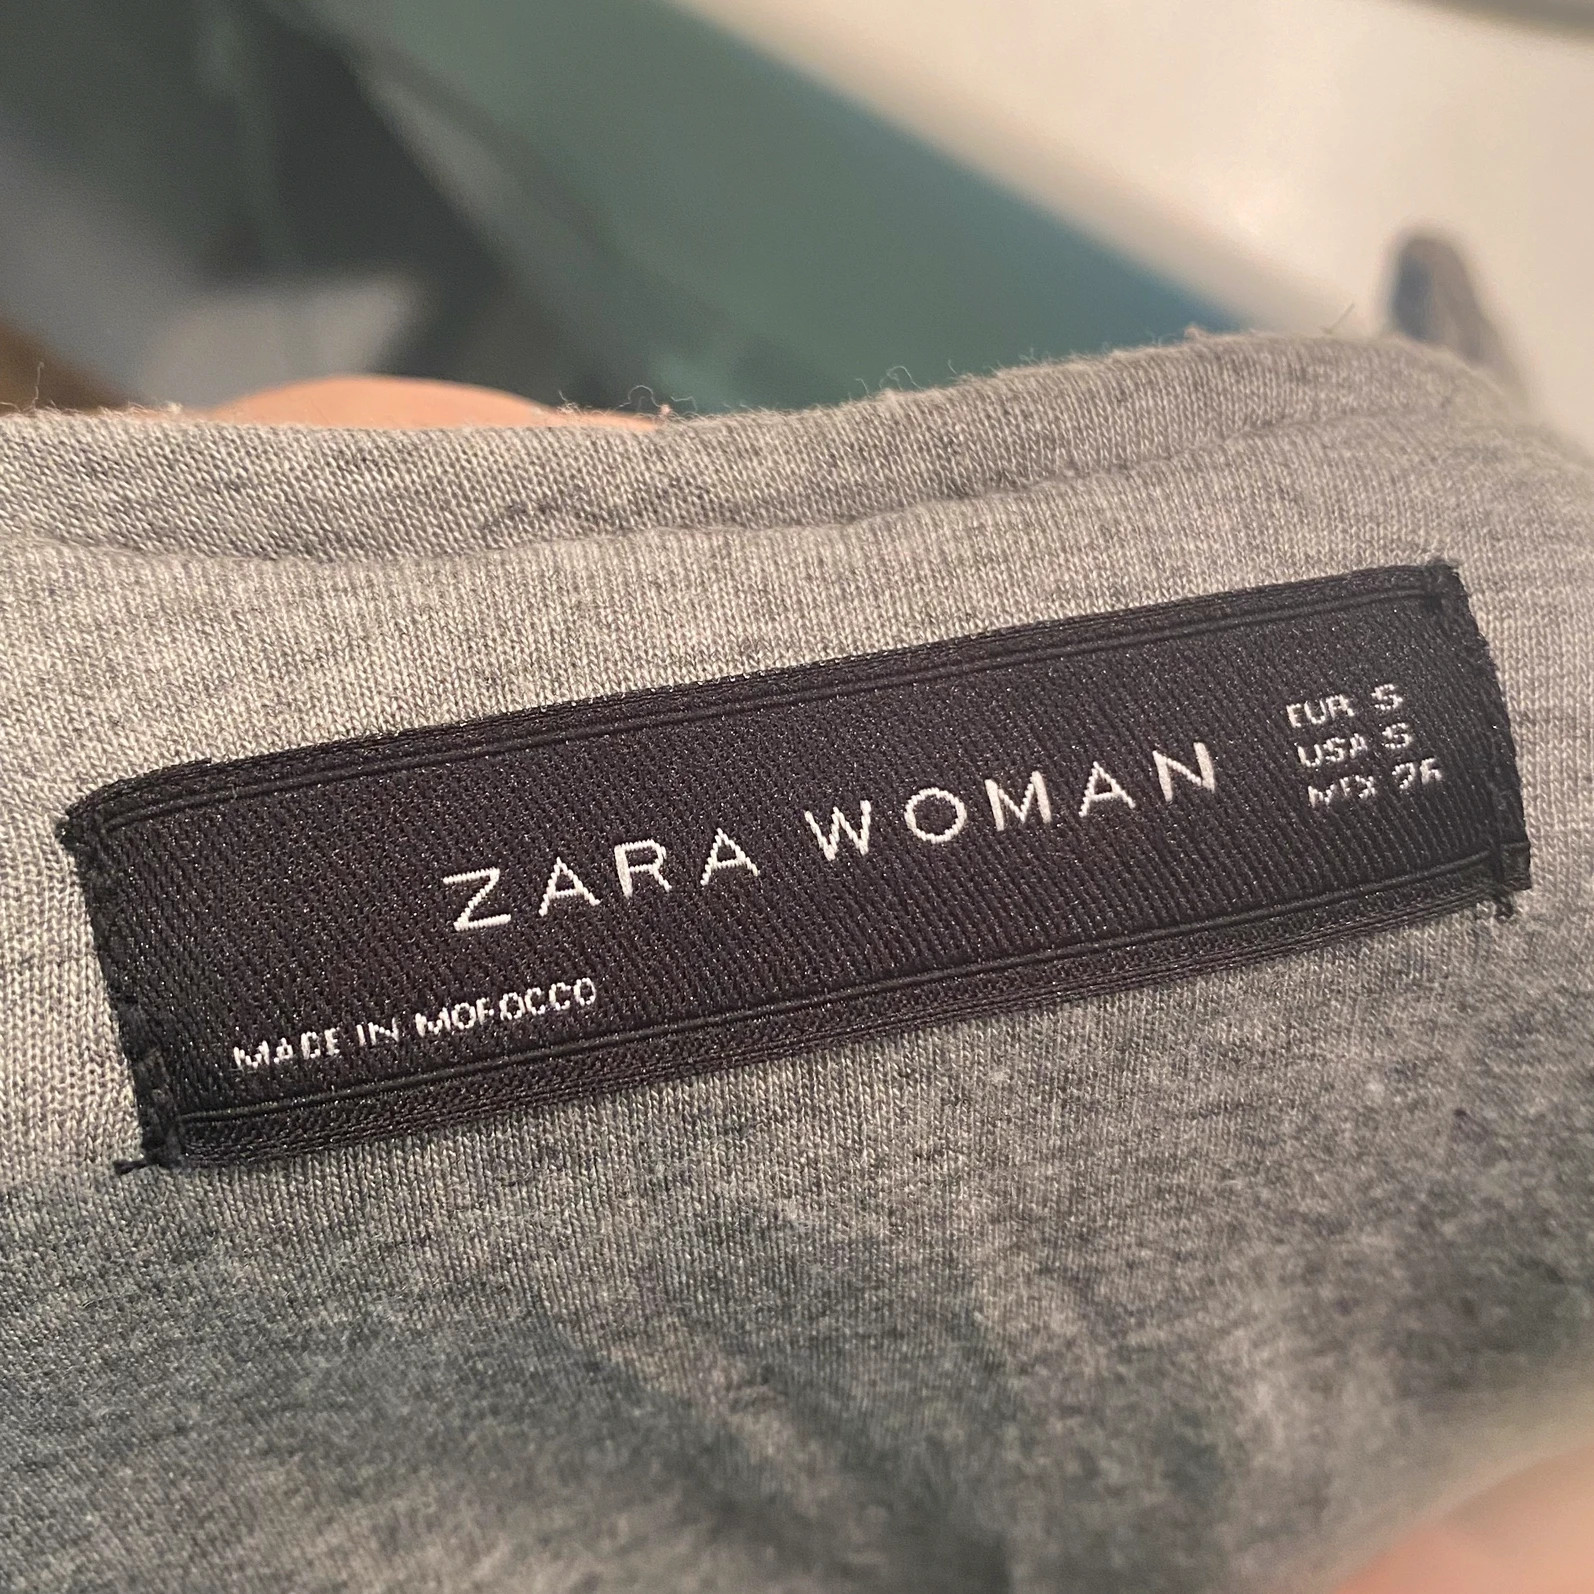 ZARA WOMAN
EUR S
USA S
MEX 26
MADE IN MOROCCO